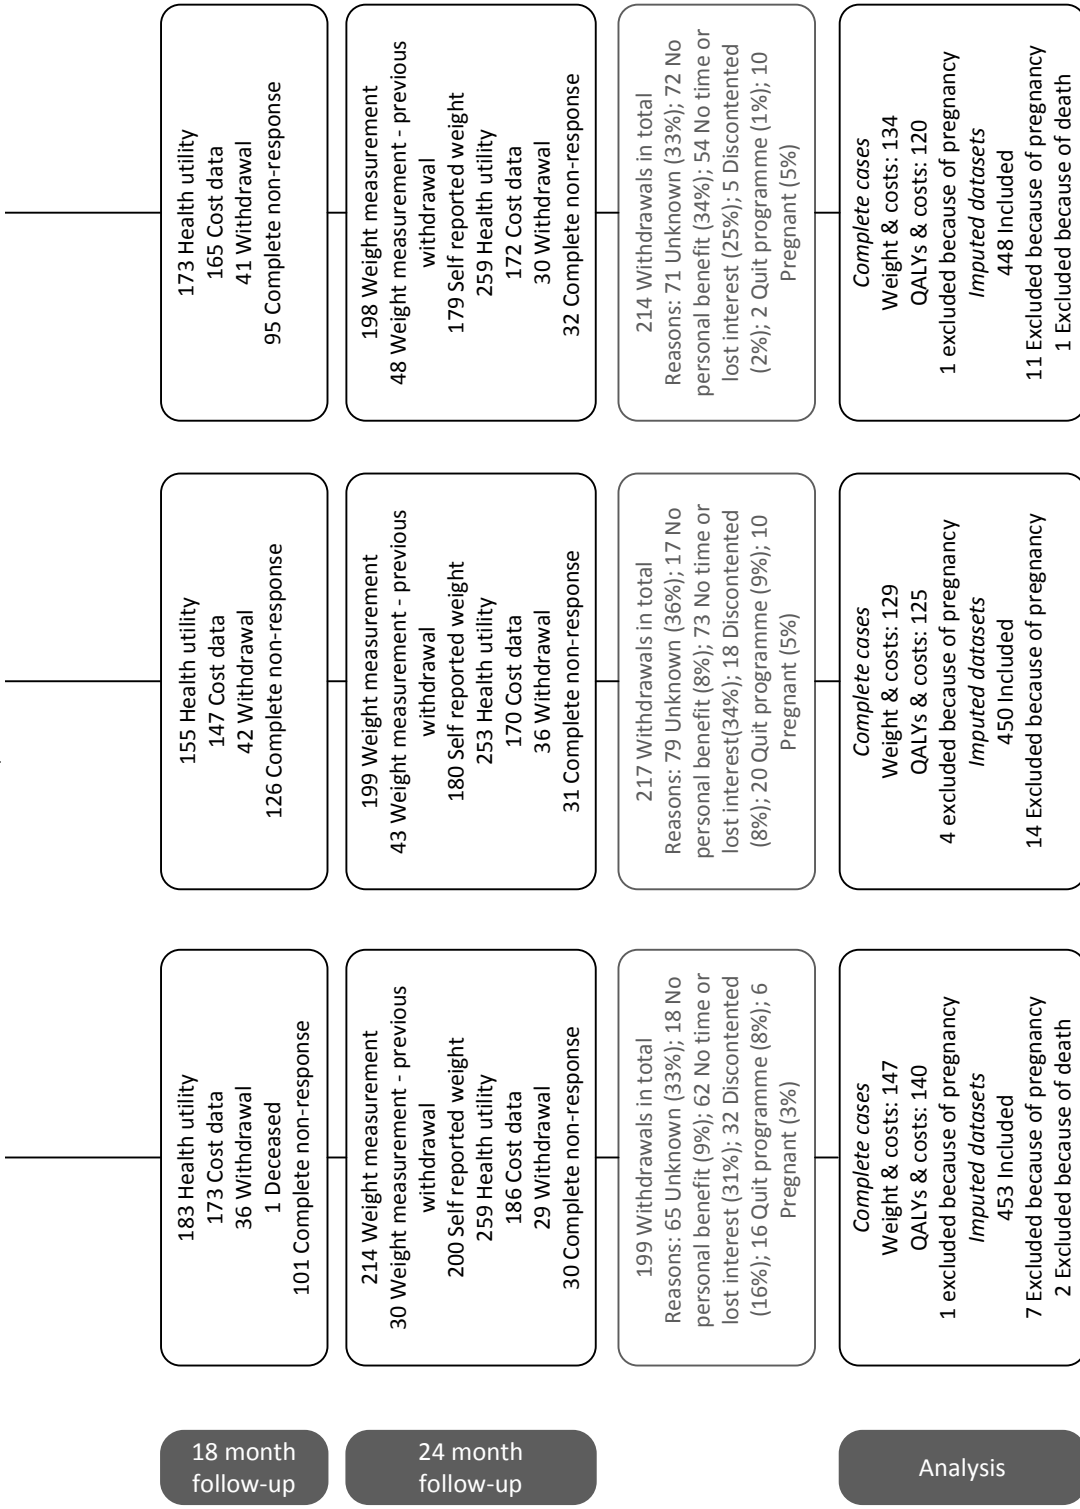 18 month
follow-up
183 Health utility
173 Cost data
36 Withdrawal
1 Deceased
101 Complete non-response
155 Health utility
147 Cost data
42 Withdrawal
126 Complete non-response
173 Health utility
165 Cost data
41 Withdrawal
95 Complete non-response
24 month
follow-up
214 Weight measurement
30 Weight measurement - previous
withdrawal
200 Self reported weight
259 Health utility
186 Cost data
29 Withdrawal
30 Complete non-response
199 Weight measurement
43 Weight measurement - previous
withdrawal
180 Self reported weight
253 Health utility
170 Cost data
36 Withdrawal
31 Complete non-response
198 Weight measurement
48 Weight measurement - previous
withdrawal
179 Self reported weight
259 Health utility
172 Cost data
30 Withdrawal
32 Complete non-response
199 Withdrawals in total
Reasons: 65 Unknown (33%); 18 No
personal benefit (9%); 62 No time or
lost interest (31%); 32 Discontented
(16%); 16 Quit programme (8%); 6
Pregnant (3%)
217 Withdrawals in total
Reasons: 79 Unknown (36%); 17 No
personal benefit (8%); 73 No time or
lost interest(34%); 18 Discontented
(8%); 20 Quit programme (9%); 10
Pregnant (5%)
214 Withdrawals in total
Reasons: 71 Unknown (33%); 72 No
personal benefit (34%); 54 No time or
lost interest (25%); 5 Discontented
(2%); 2 Quit programme (1%); 10
Pregnant (5%)
Analysis
Complete cases
Weight & costs: 147
QALYs & costs: 140
1 excluded because of pregnancy
Imputed datasets
453 Included
7 Excluded because of pregnancy
2 Excluded because of death
Complete cases
Weight & costs: 129
QALYs & costs: 125
4 excluded because of pregnancy
Imputed datasets
450 Included
14 Excluded because of pregnancy
Complete cases
Weight & costs: 134
QALYs & costs: 120
1 excluded because of pregnancy
Imputed datasets
448 Included
11 Excluded because of pregnancy
1 Excluded because of death